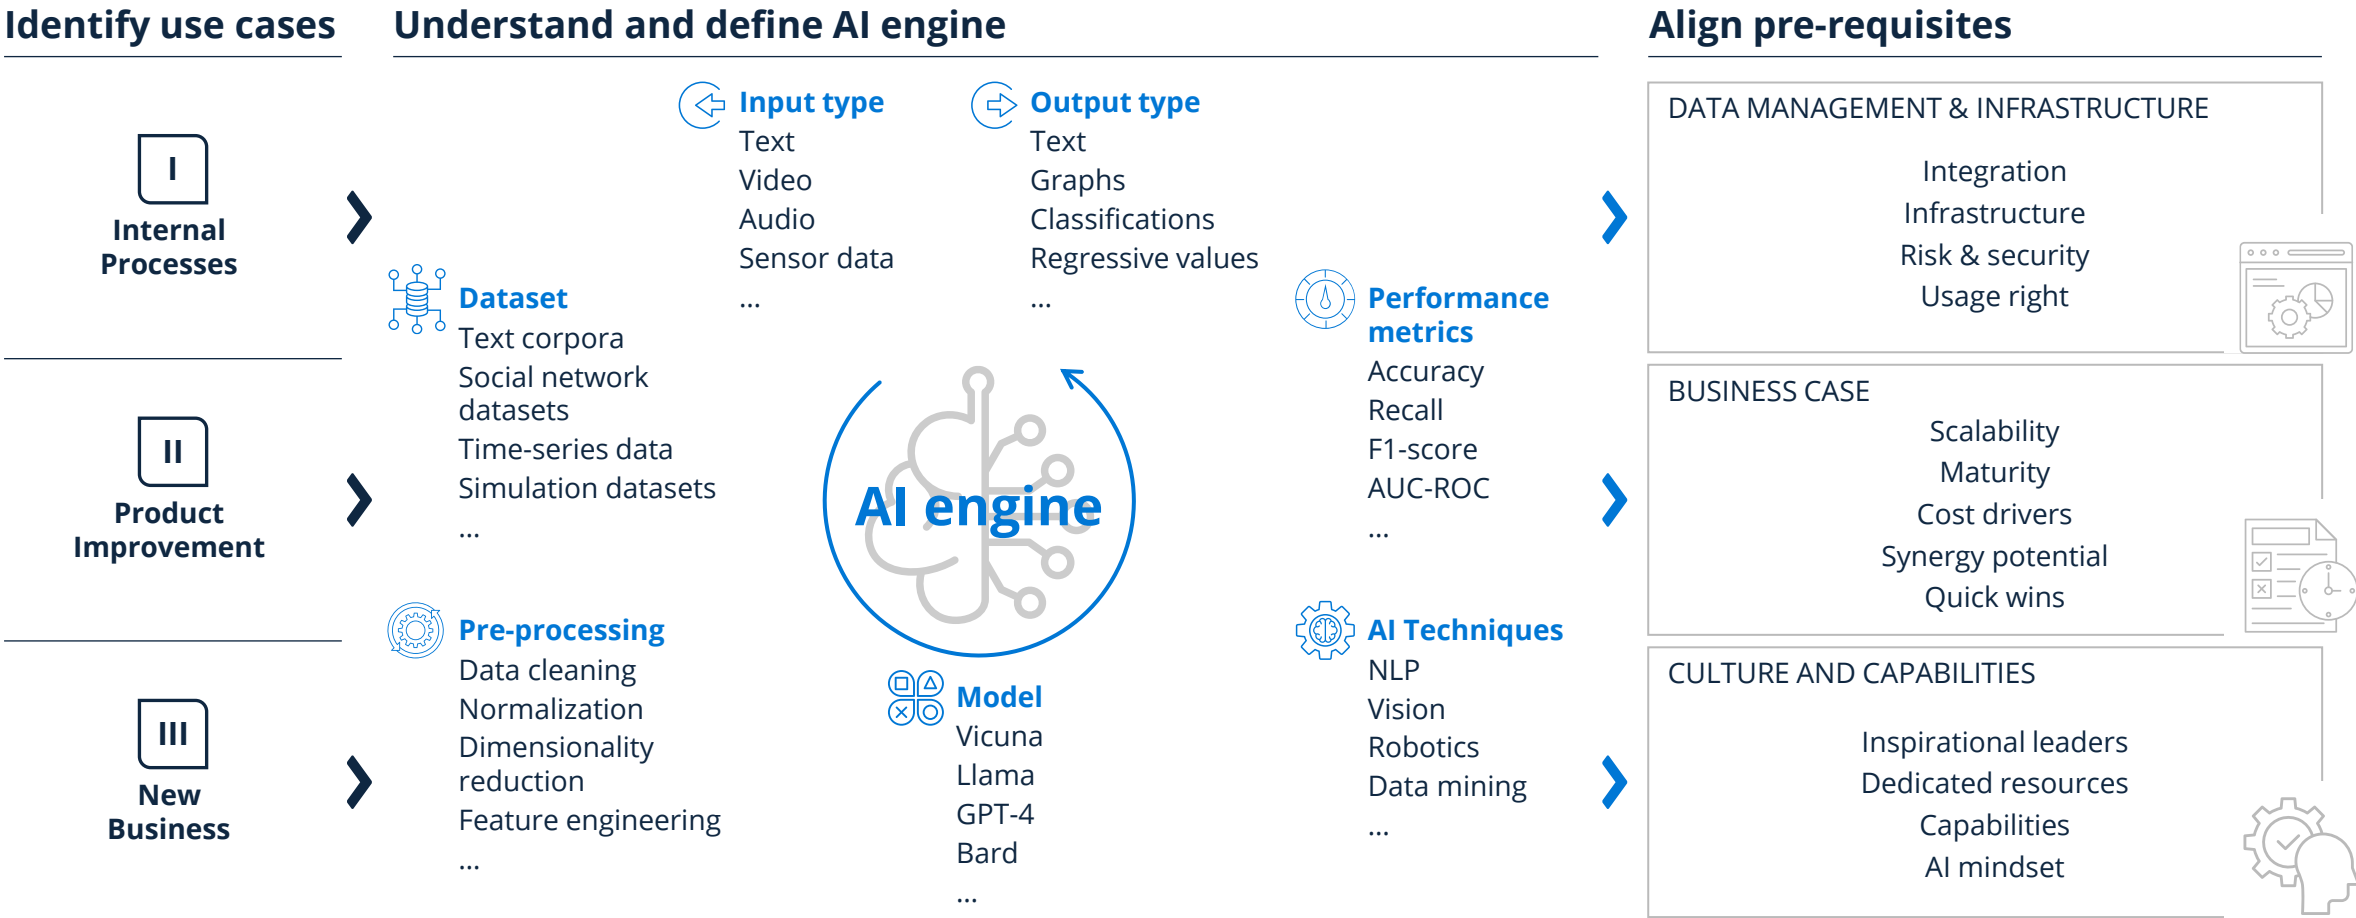 Identify use cases
I
Internal
Processes
II
Product
Improvement
III
New
Business
Understand and define AI engine
Input type
Text
Video
Audio
Sensor data
...
Output type
Text
Graphs
Classifications
Regressive values
...
Dataset
Text corpora
Social network
datasets
Time-series data
Simulation datasets
...
Performance
metrics
Accuracy
Recall
F1-score
AUC-ROC
...
AI engine
Pre-processing
Data cleaning
Normalization
Dimensionality
reduction
Feature engineering
...
Model
Vicuna
Llama
GPT-4
Bard
...
AI Techniques
NLP
Vision
Robotics
Data mining
...
Align pre-requisites
DATA MANAGEMENT & INFRASTRUCTURE
Integration
Infrastructure
Risk & security
Usage right
BUSINESS CASE
Scalability
Maturity
Cost drivers
Synergy potential
Quick wins
CULTURE AND CAPABILITIES
Inspirational leaders
Dedicated resources
Capabilities
AI mindset